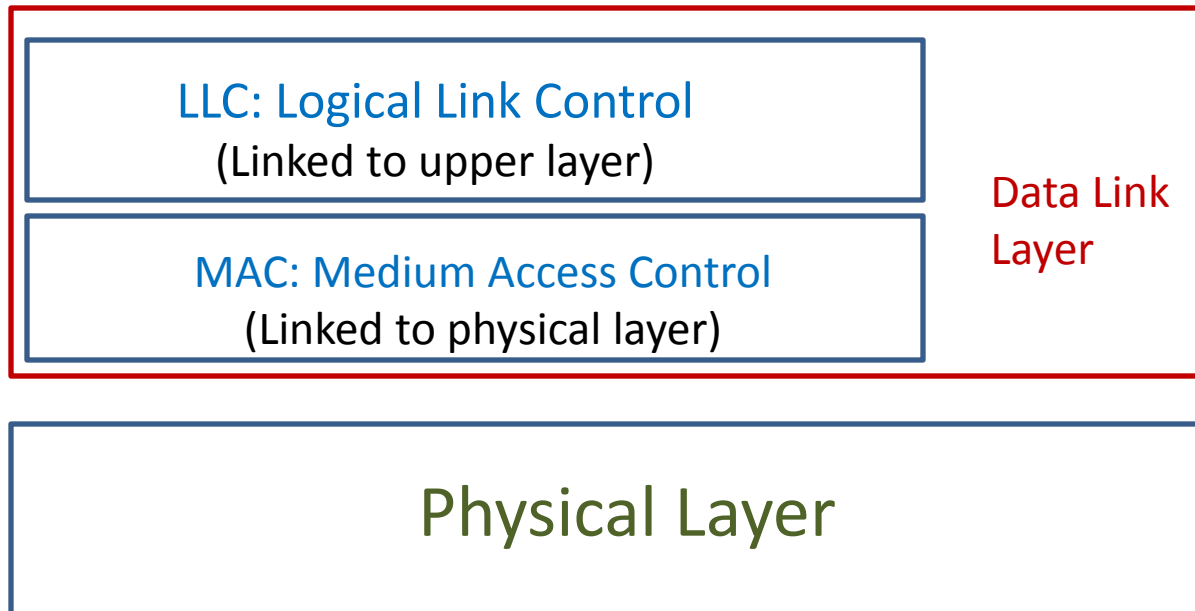 LLC: Logical Link Control
(Linked to upper layer)
Data Link
Layer
MAC: Medium Access Control
(Linked to physical layer)
Physical Layer